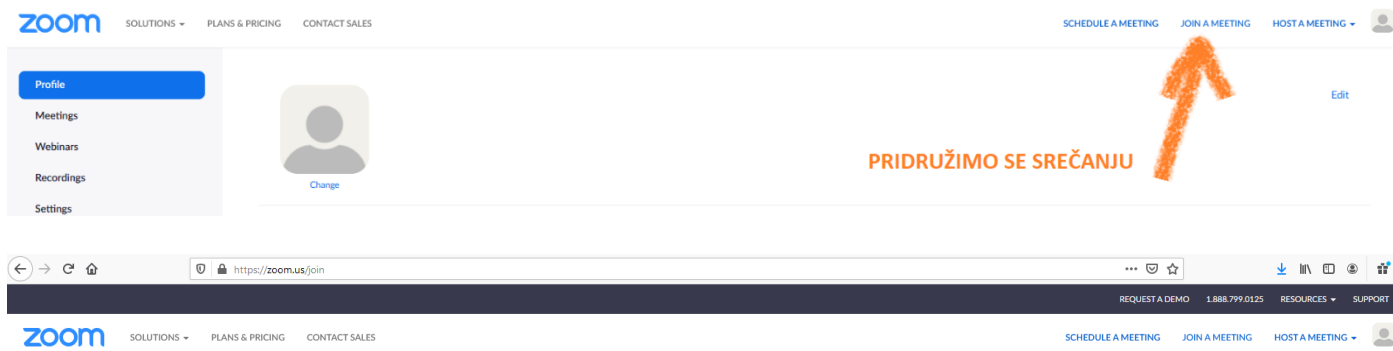 zoom SOLUTIONS PLANS & PRICING CONTACT SALES SCHEDULE A MEETING JOIN A MEETING HOST A MEETING
Profile
Edit
Meetings
Webinars
PRIDRUŽIMO SE SREČANJU
Recordings
Change
Settings
https://zoom.us/join
REQUEST A DEMO 1.888.799.0125 RESOURCES SUPPORT
zoom SOLUTIONS PLANS & PRICING CONTACT SALES SCHEDULE A MEETING JOIN A MEETING HOST A MEETING